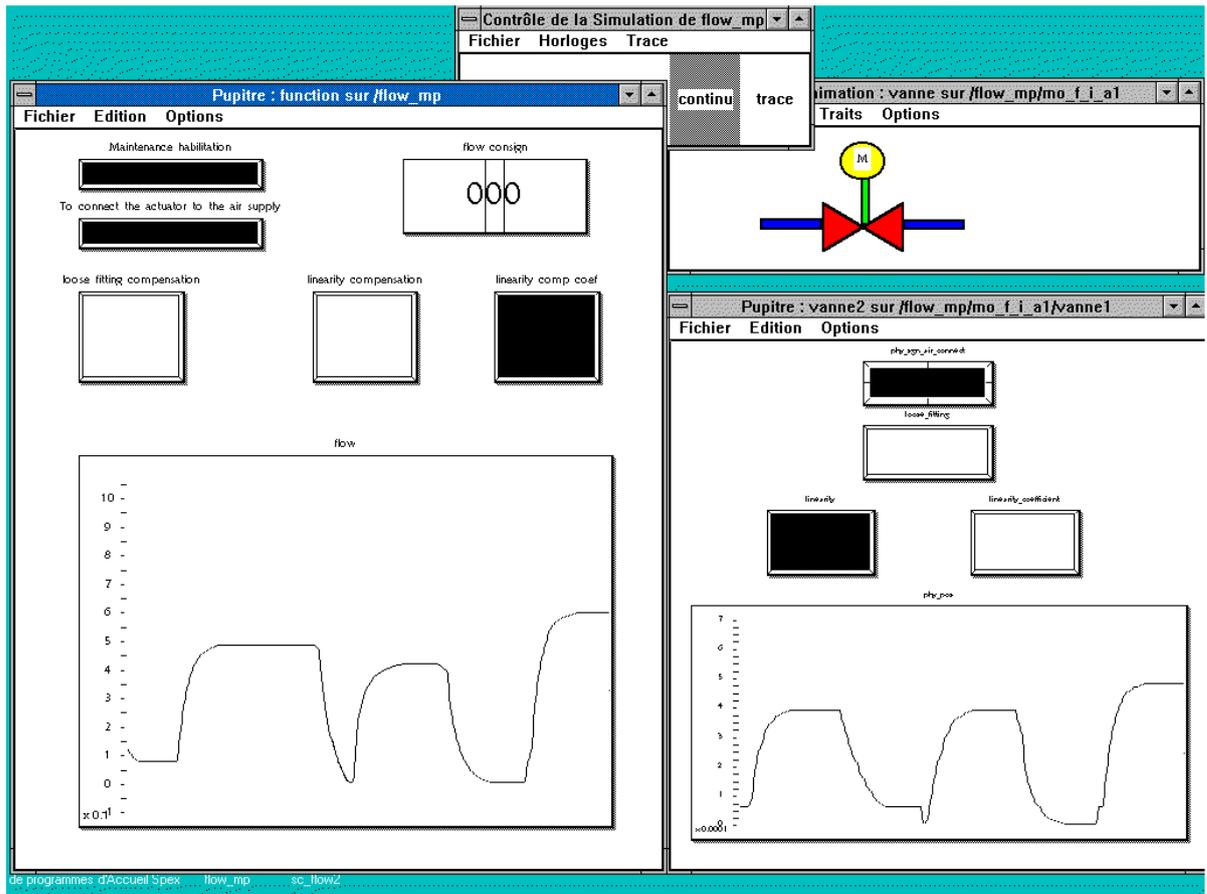 Contrôle de la Simulation de flow_mp
Fichier Horloges Trace
continu trace
Pupitre : function sur /flow_mp
Fichier Edition Options
Maintenance habilitation
flow consign
000
To connect the actuator to the air supply
loose fitting compensation
linearity compensation
linearity comp coef
flow
10
9
8
7
6
5
4
3
2
1
0
x 0.1
nimation : vanne sur /flow_mp/mo_f_i_a1
Traits Options
M
Pupitre : vanne2 sur /flow_mp/mo_f_i_a1/vanne1
Fichier Edition Options
phy_sgn_air_connect
loose_fitting
linearity
linearity_coefficient
phy_pos
7
6
5
4
3
2
1
0
x0.0001
de programmes d'Accueil Spex flow_mp sc_flow2